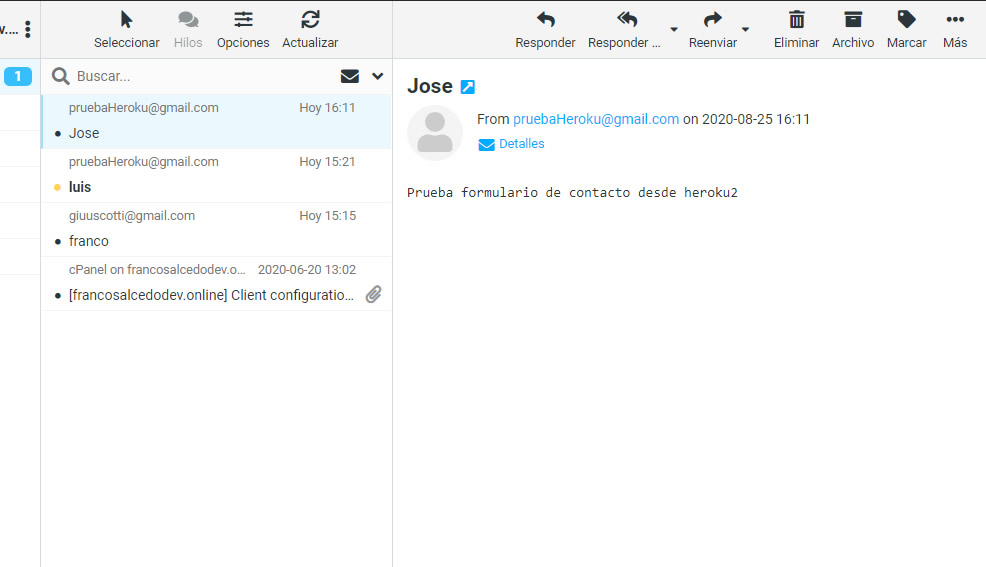 v....
Seleccionar Hilos Opciones Actualizar
Responder Responder ... Reenviar Eliminar Archivo Marcar Más
1
Buscar...
pruebaHeroku@gmail.com Hoy 16:11
Jose
pruebaHeroku@gmail.com Hoy 15:21
luis
giuuscotti@gmail.com Hoy 15:15
franco
cPanel on francosalcedodev.o... 2020-06-20 13:02
[francosalcedodev.online] Client configuratio...
Jose
From pruebaHeroku@gmail.com on 2020-08-25 16:11
Detalles
Prueba formulario de contacto desde heroku2